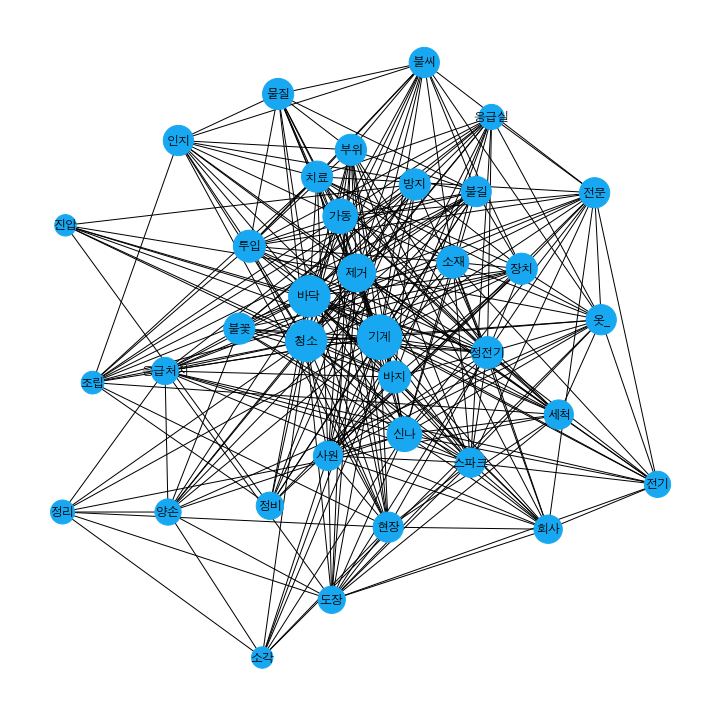 불씨
물질
응급실
인지
부위
치료
방지
불길
전문
가동
진압
투입
소재
장치
제거
바닥
옷_
불꽃
기계
청소
정전기
응급처치
바지
조립
세척
신나
사원
스파크
전기
정비
정리
양손
현장
회사
도장
소각